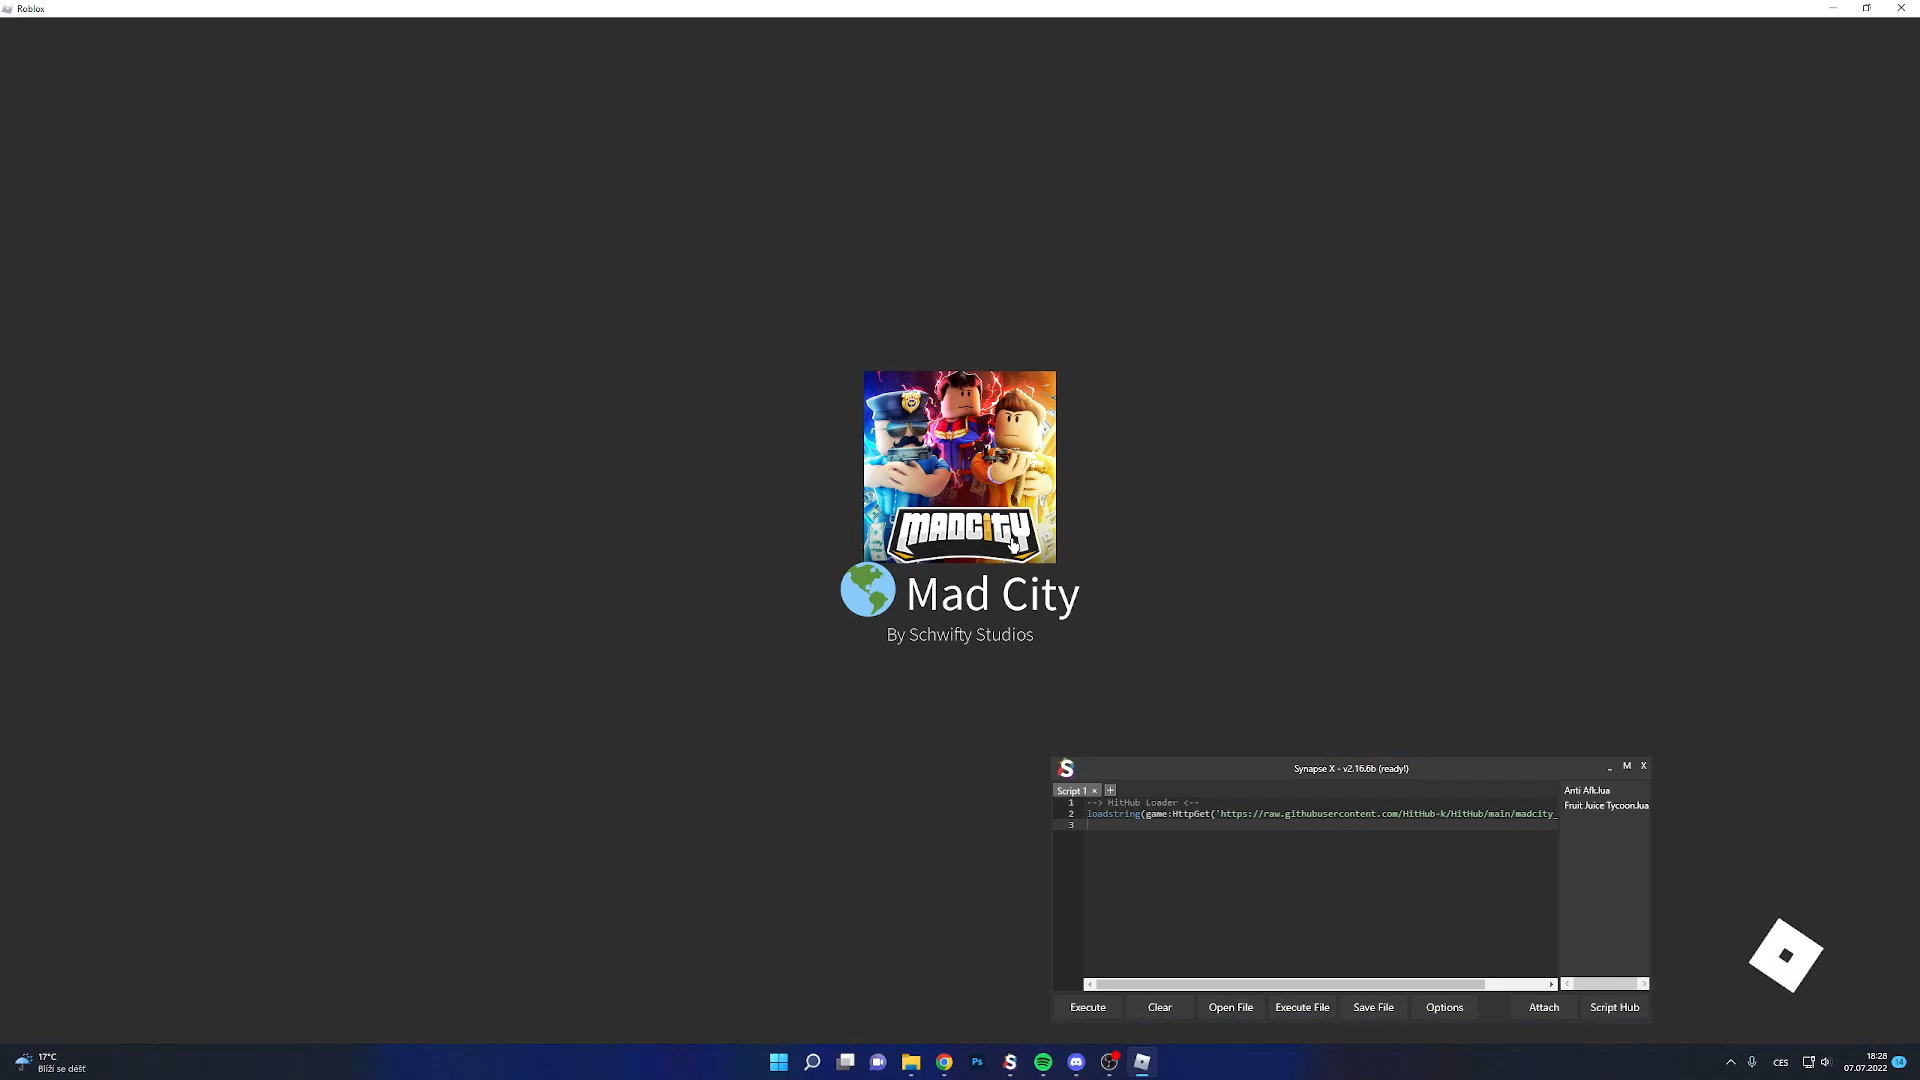 Roblox
MADCITY
Mad City
By Schwifty Studios
Synapse X - v2.16.6b (ready!)
M X
Script 1 × +
1 --> HitHub Loader <--
2 loadstring(game:HttpGet('https://raw.githubusercontent.com/HitHub-k/HitHub/main/madcity_
3
Anti Afk.lua
Fruit Juice Tycoon.lua
Execute Clear Open File Execute File Save File Options Attach Script Hub
17°C
Blíží se déšť
Ps
CES
18:28
07.07.2022
14